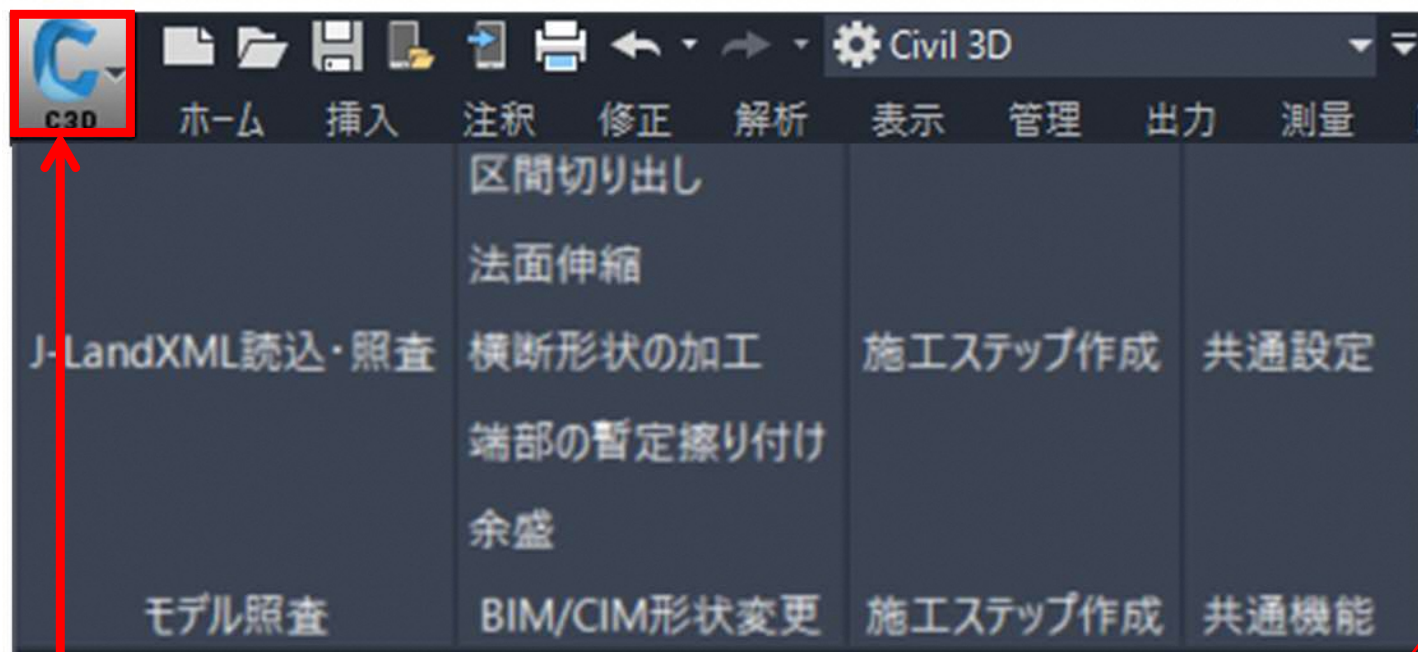 Civil 3D
C3D
ホーム 挿入 注釈 修正 解析 表示 管理 出力 測量
区間切り出し
法面伸縮
J-LandXML読込・照査 横断形状の加工 施工ステップ作成 共通設定
端部の暫定擦り付け
余盛
モデル照査 BIM/CIM形状変更 施工ステップ作成 共通機能